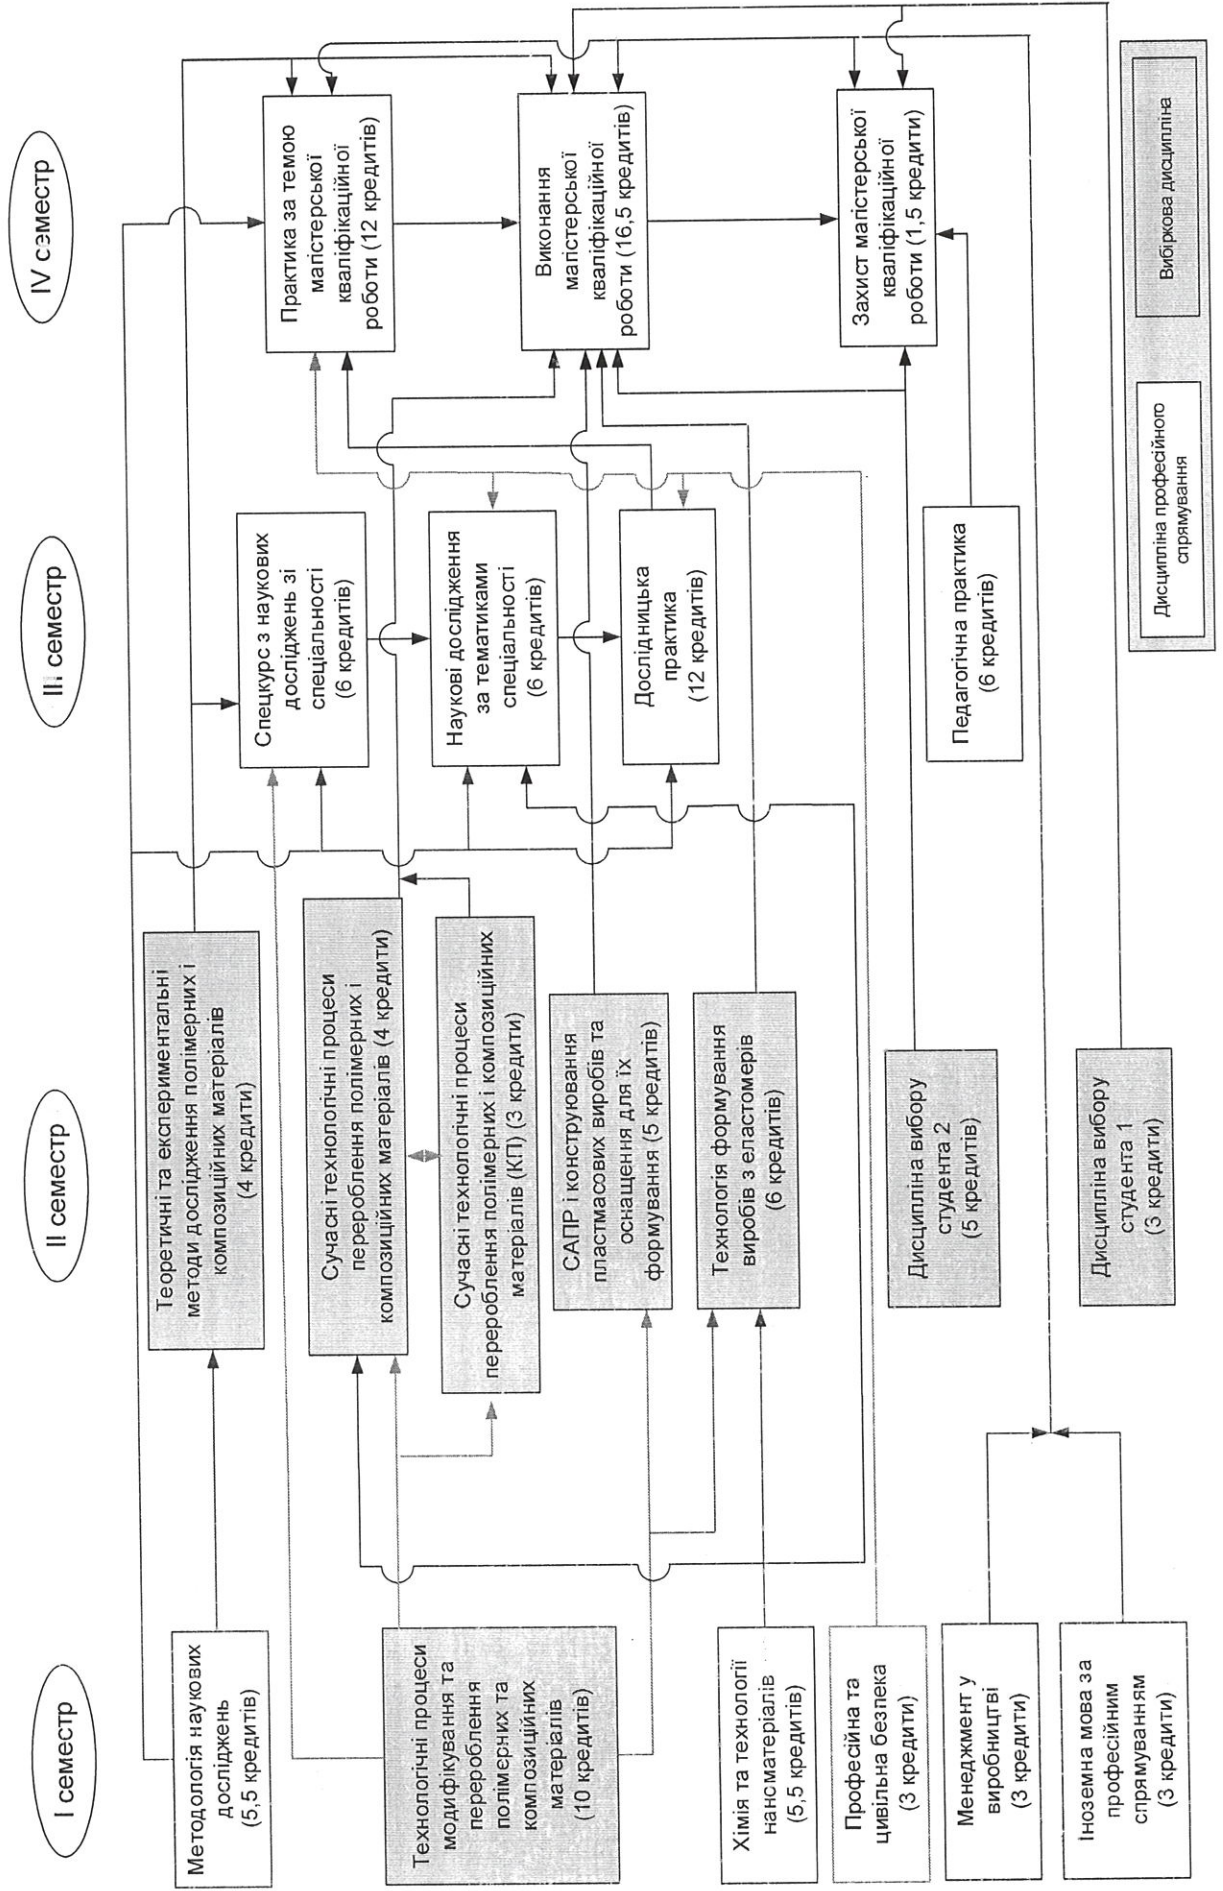 I семестр
Методологія наукових
досліджень
(5,5 кредитів)
Технологічні процеси
модифікування та
перероблення
полімерних та
композиційних
матеріалів
(10 кредитів)
Хімія та технології
наноматеріалів
(5,5 кредитів)
Професійна та
цивільна безпека
(3 кредити)
Менеджмент у
виробництві
(3 кредити)
Іноземна мова за
професійним
спрямуванням
(3 кредити)
II семестр
Теоретичні та експериментальні
методи дослідження полімерних і
композиційних матеріалів
(4 кредити)
Сучасні технологічні процеси
перероблення полімерних і
композиційних матеріалів (4 кредити)
Сучасні технологічні процеси
перероблення полімерних і композиційних
матеріалів (КП) (3 кредити)
САПР і конструювання
пластмасових виробів та
оснащення для їх
формування (5 кредитів)
Технологія формування
виробів з еластомерів
(6 кредитів)
Дисципліна вибору
студента 2
(5 кредитів)
Дисципліна вибору
студента 1
(3 кредити)
III семестр
Спецкурс з наукових
досліджень зі
спеціальності
(6 кредитів)
Наукові дослідження
за тематиками
спеціальності
(6 кредитів)
Дослідницька
практика
(12 кредитів)
Педагогічна практика
(6 кредитів)
IV семестр
Практика за темою
магістерської
кваліфікаційної
роботи (12 кредитів)
Виконання
магістерської
кваліфікаційної
роботи (16,5 кредитів)
Захист магістерської
кваліфікаційної
роботи (1,5 кредити)
Дисципліна професійного
спрямування
Вибіркова дисципліна